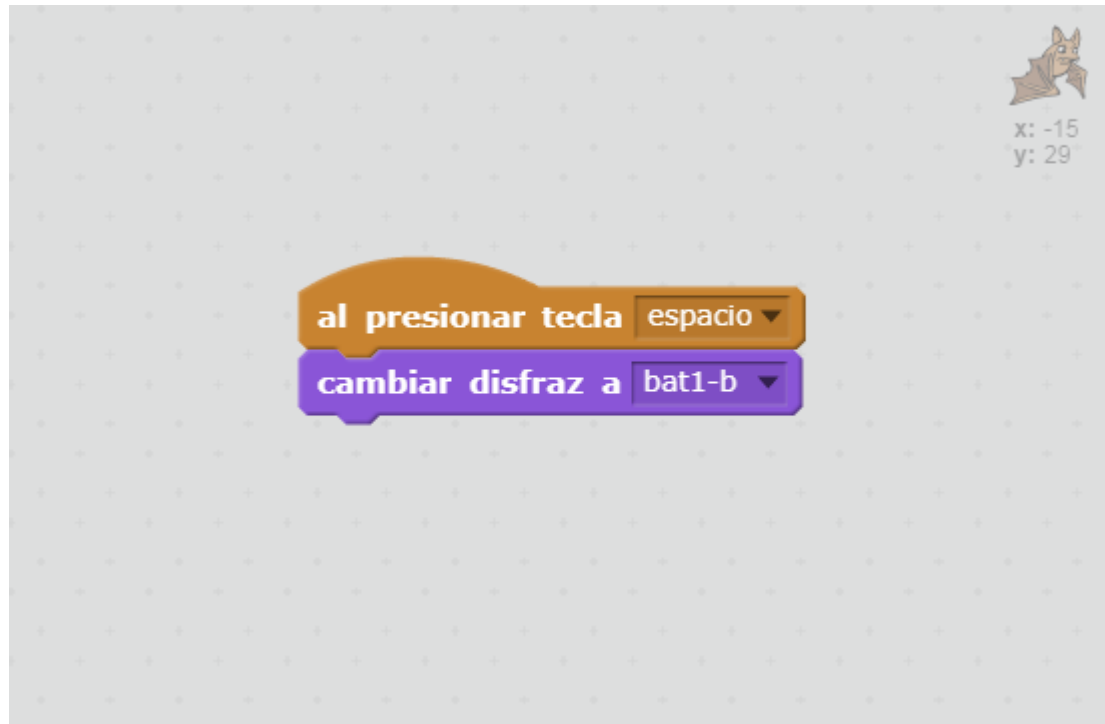 x: -15
y: 29
al presionar tecla espacio
cambiar disfraz a bat1-b